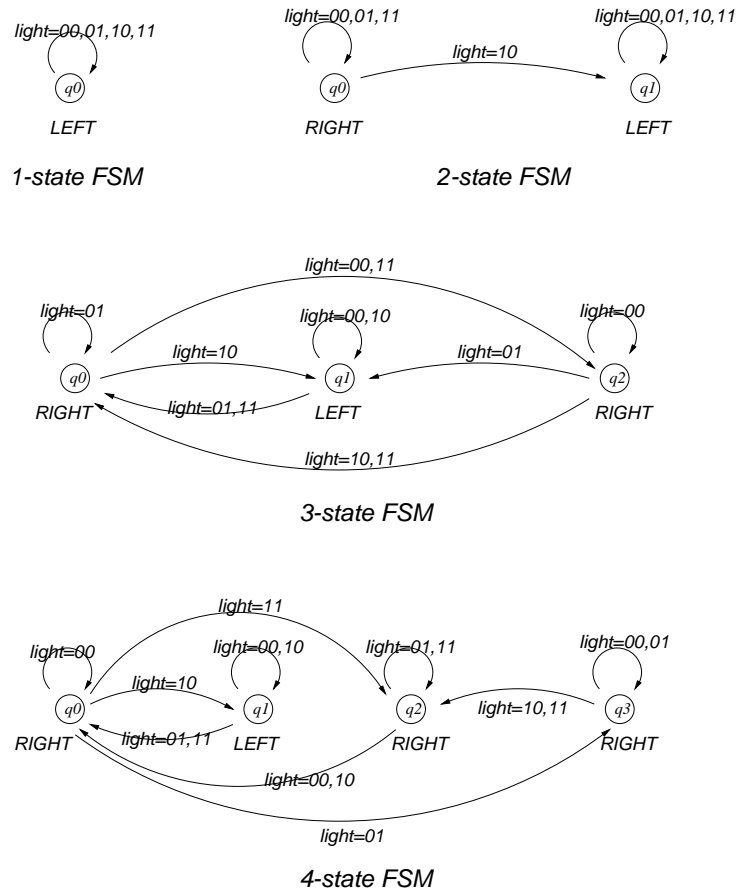 light=00,01,10,11
q0
LEFT
1-state FSM
light=00,01,11
q0
RIGHT
light=10
light=00,01,10,11
q1
LEFT
2-state FSM
light=00,11
light=01
light=00,10
light=00
light=10
light=01
q0
q1
q2
RIGHT
light=01,11
LEFT
RIGHT
light=10,11
3-state FSM
light=11
light=00
light=00,10
light=01,11
light=00,01
light=10
q0
q1
q2
light=10,11
q3
RIGHT
light=01,11
LEFT
RIGHT
RIGHT
light=00,10
light=01
4-state FSM